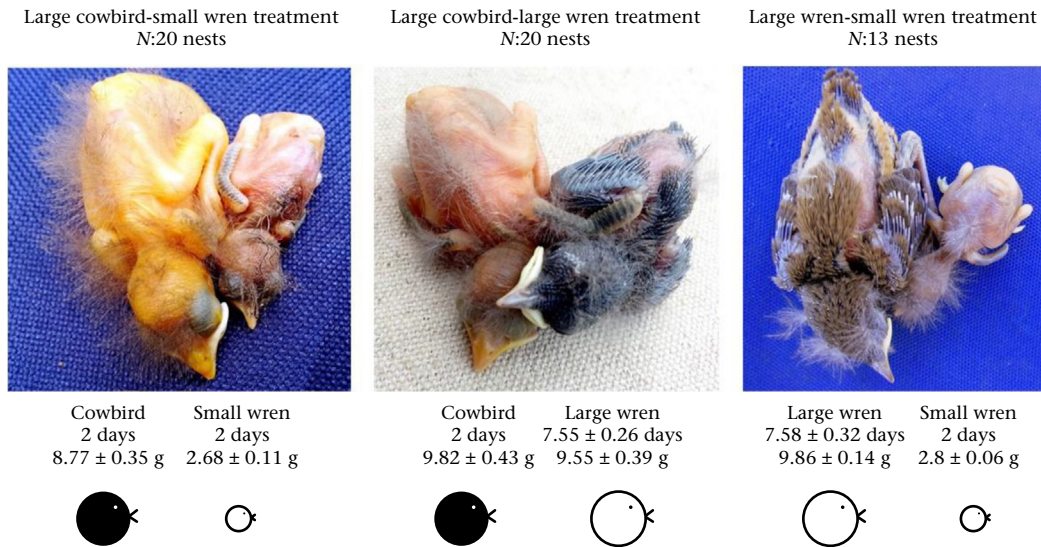 Large cowbird-small wren treatment
N:20 nests
Large cowbird-large wren treatment
N:20 nests
Large wren-small wren treatment
N:13 nests
Cowbird Small wren
2 days 2 days
8.77 ± 0.35 g 2.68 ± 0.11 g
Cowbird Large wren
2 days 7.55 ± 0.26 days
9.82 ± 0.43 g 9.55 ± 0.39 g
Large wren Small wren
7.58 ± 0.32 days 2 days
9.86 ± 0.14 g 2.8 ± 0.06 g